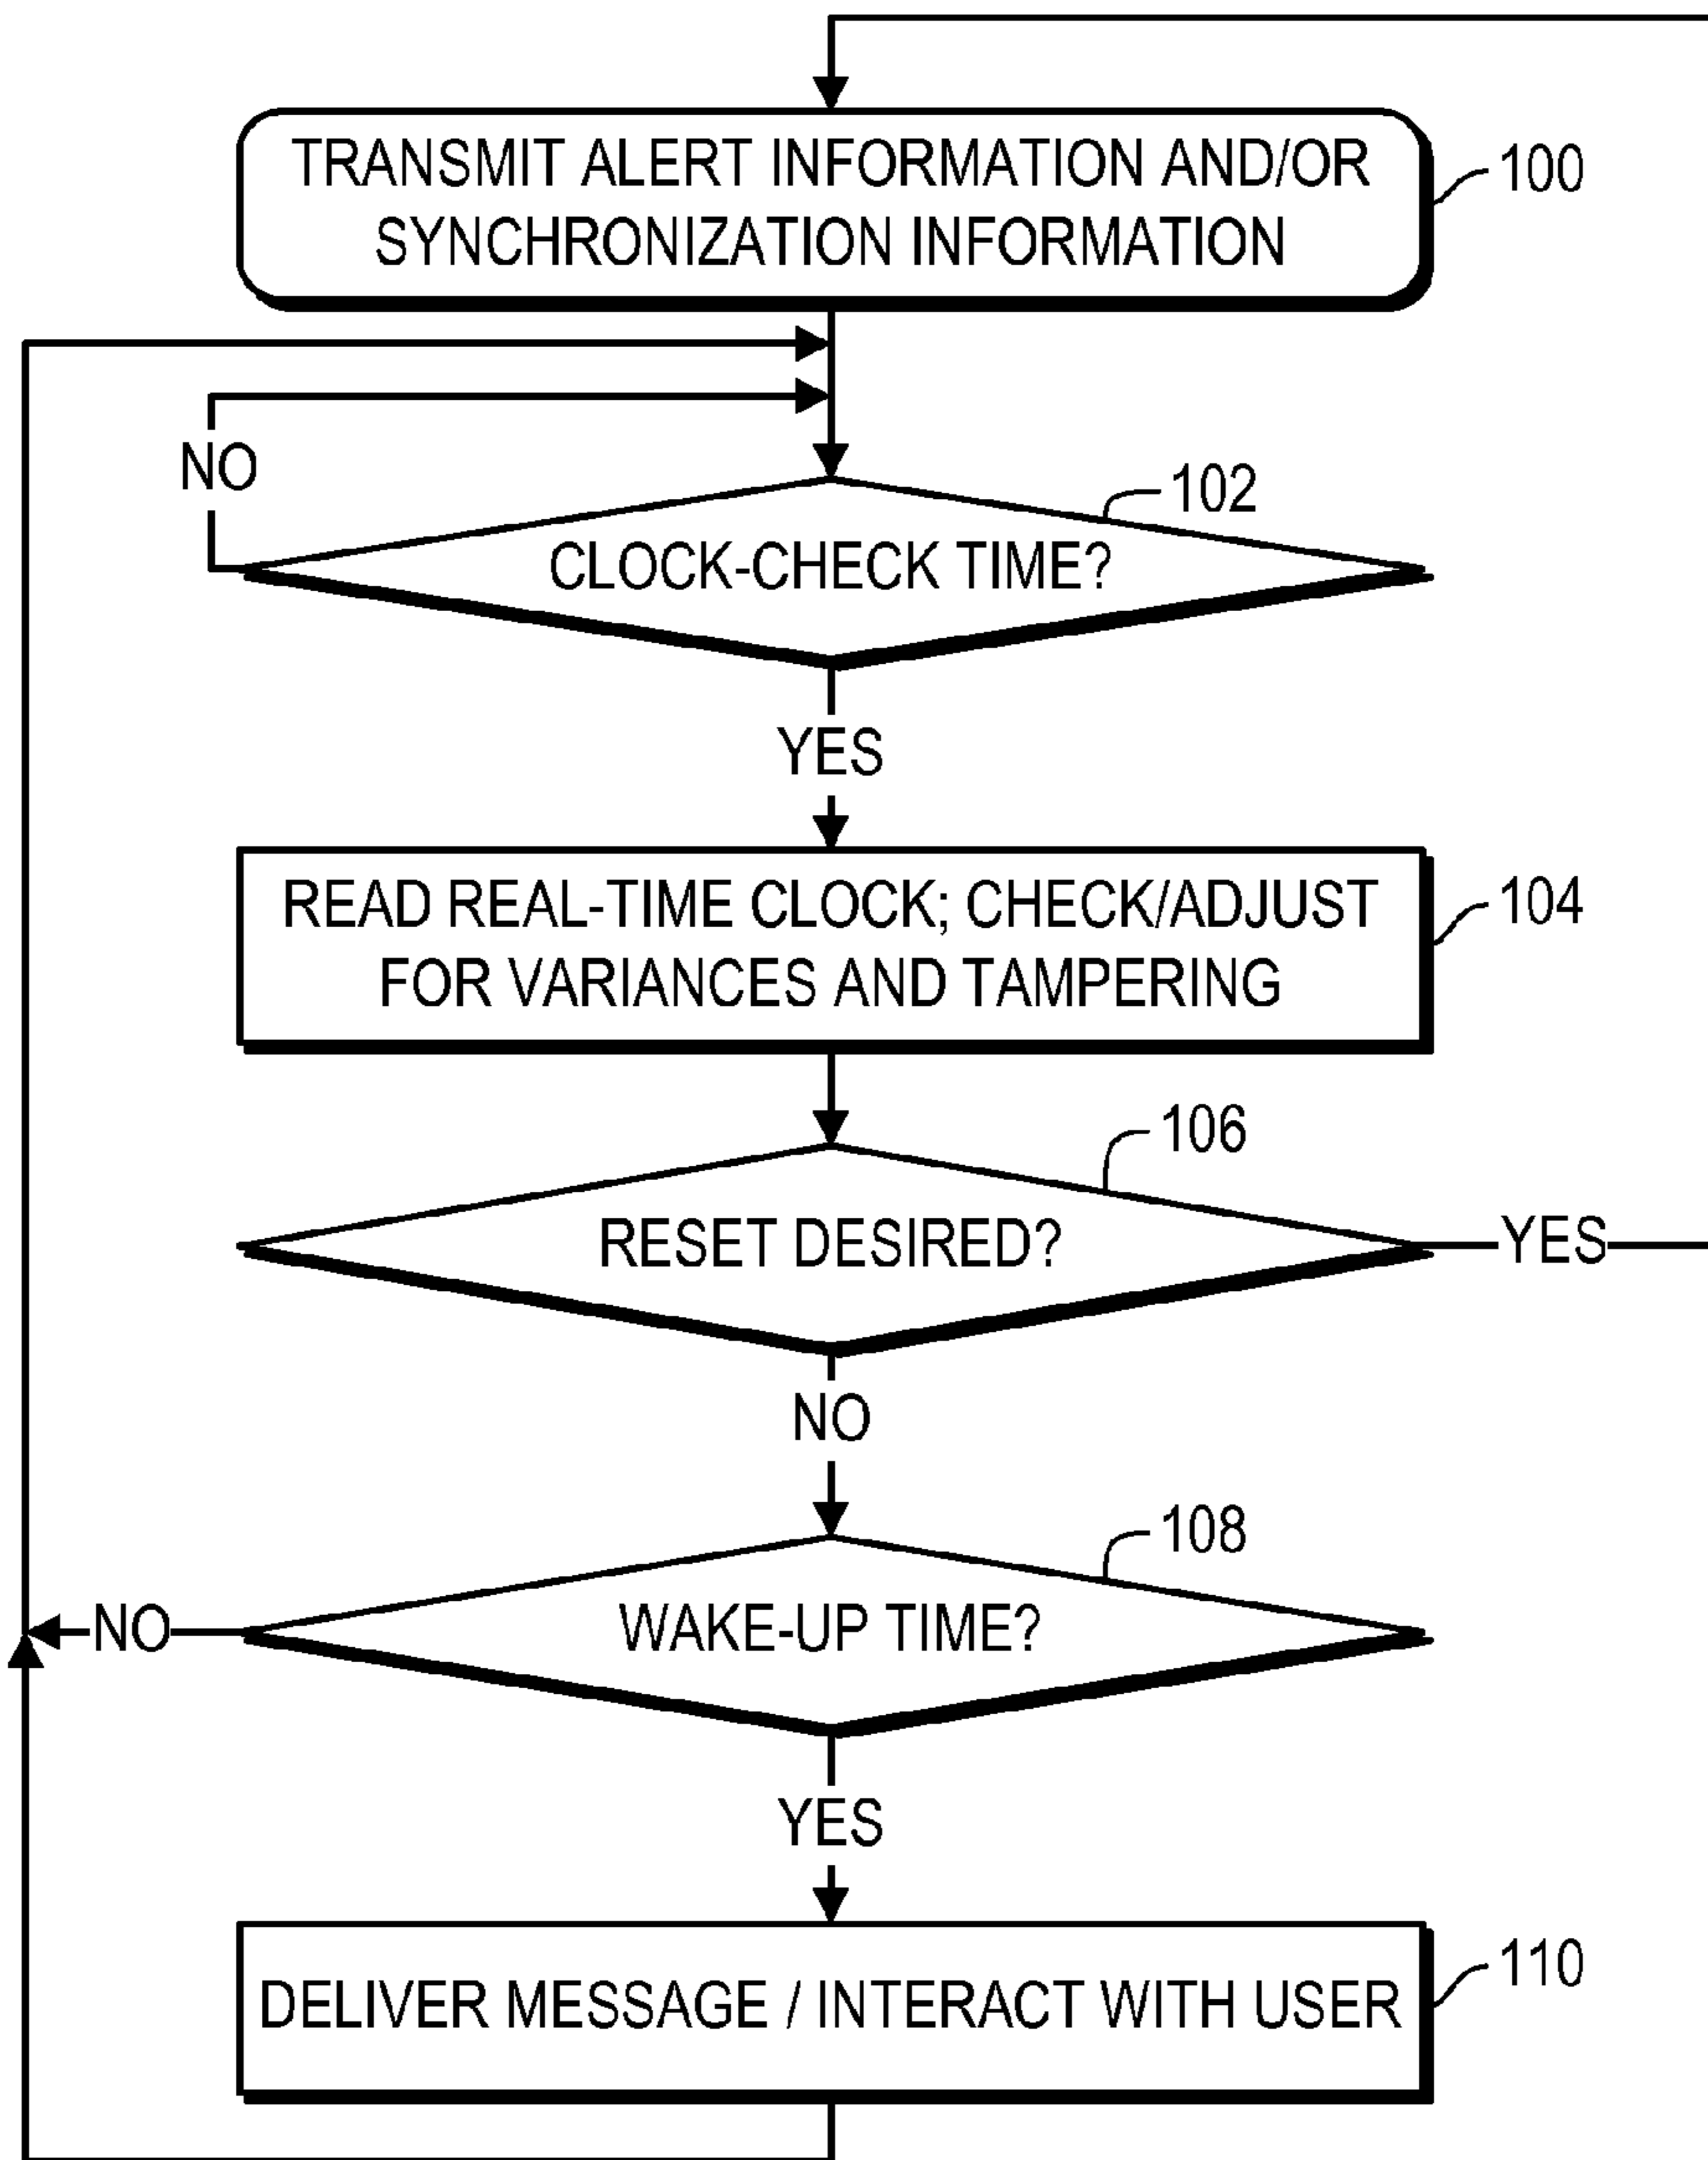 TRANSMIT ALERT INFORMATION AND/OR
SYNCHRONIZATION INFORMATION
100
NO
102
CLOCK-CHECK TIME?
YES
READ REAL-TIME CLOCK; CHECK/ADJUST
FOR VARIANCES AND TAMPERING
104
106
RESET DESIRED?
YES
NO
108
WAKE-UP TIME?
NO
YES
DELIVER MESSAGE / INTERACT WITH USER
110